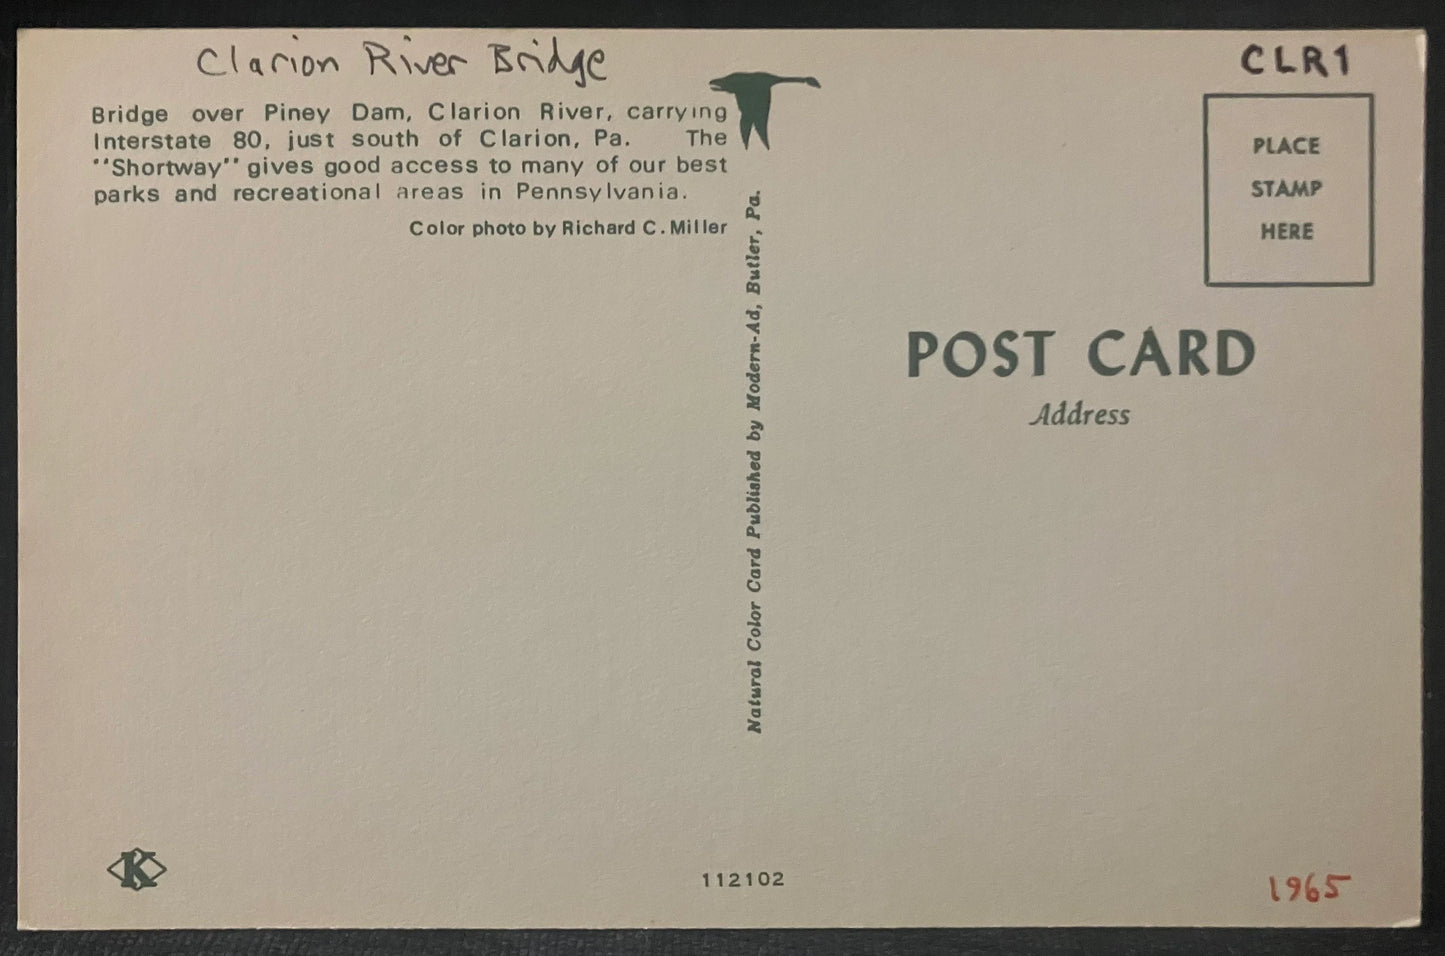 Clarion River Bridge
CLR1
Bridge over Piney Dam, Clarion River, carrying
Interstate 80, just south of Clarion, Pa. The
"Shortway" gives good access to many of our best
parks and recreational areas in Pennsylvania.
Color photo by Richard C. Miller
Natural Color Card Published by Modern-Ad, Butler, Pa.
PLACE
STAMP
HERE
POST CARD
Address
K
112102
1965